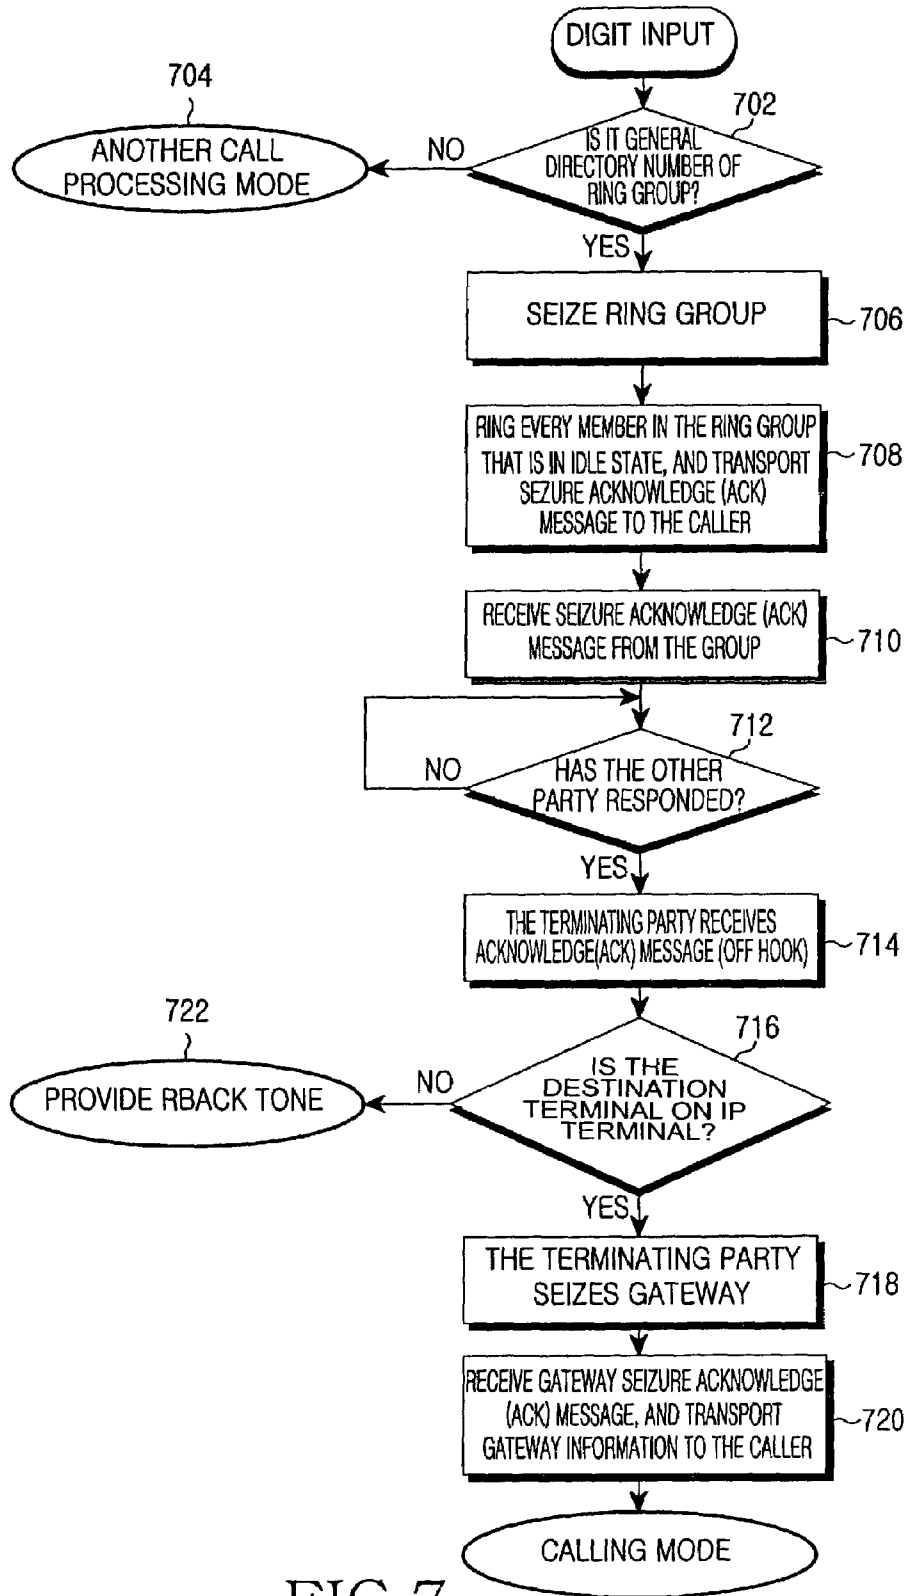 DIGIT INPUT
704
702
ANOTHER CALL
PROCESSING MODE
NO
IS IT GENERAL
DIRECTORY NUMBER OF
RING GROUP?
YES
SEIZE RING GROUP
706
RING EVERY MEMBER IN THE RING GROUP
THAT IS IN IDLE STATE, AND TRANSPORT
SEZURE ACKNOWLEDGE (ACK)
MESSAGE TO THE CALLER
708
RECEIVE SEIZURE ACKNOWLEDGE (ACK)
MESSAGE FROM THE GROUP
710
712
NO
HAS THE OTHER
PARTY RESPONDED?
YES
THE TERMINATING PARTY RECEIVES
ACKNOWLEDGE(ACK) MESSAGE (OFF HOOK)
714
722
716
PROVIDE RBACK TONE
NO
IS THE
DESTINATION
TERMINAL ON IP
TERMINAL?
YES
THE TERMINATING PARTY
SEIZES GATEWAY
718
RECEIVE GATEWAY SEIZURE ACKNOWLEDGE
(ACK) MESSAGE, AND TRANSPORT
GATEWAY INFORMATION TO THE CALLER
720
CALLING MODE
FIG 7